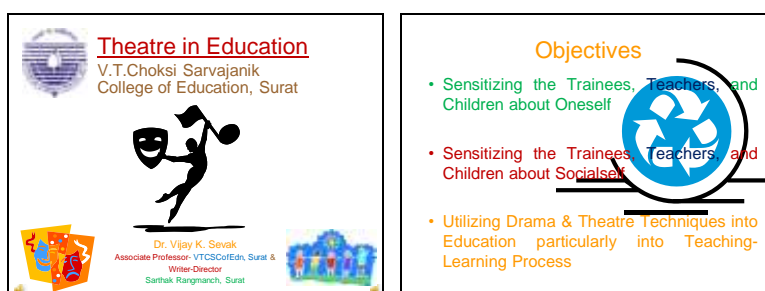 Theatre in Education
V.T.Choksi Sarvajanik
College of Education, Surat
Dr. Vijay K. Sevak
Associate Professor- VTCSCofEdn, Surat &
Writer-Director
Sarthak Rangmanch, Surat
Objectives
• Sensitizing the Trainees, Teachers, and
Children about Oneself
• Sensitizing the Trainees, Teachers, and
Children about Socialself
• Utilizing Drama & Theatre Techniques into
Education particularly into Teaching-
Learning Process